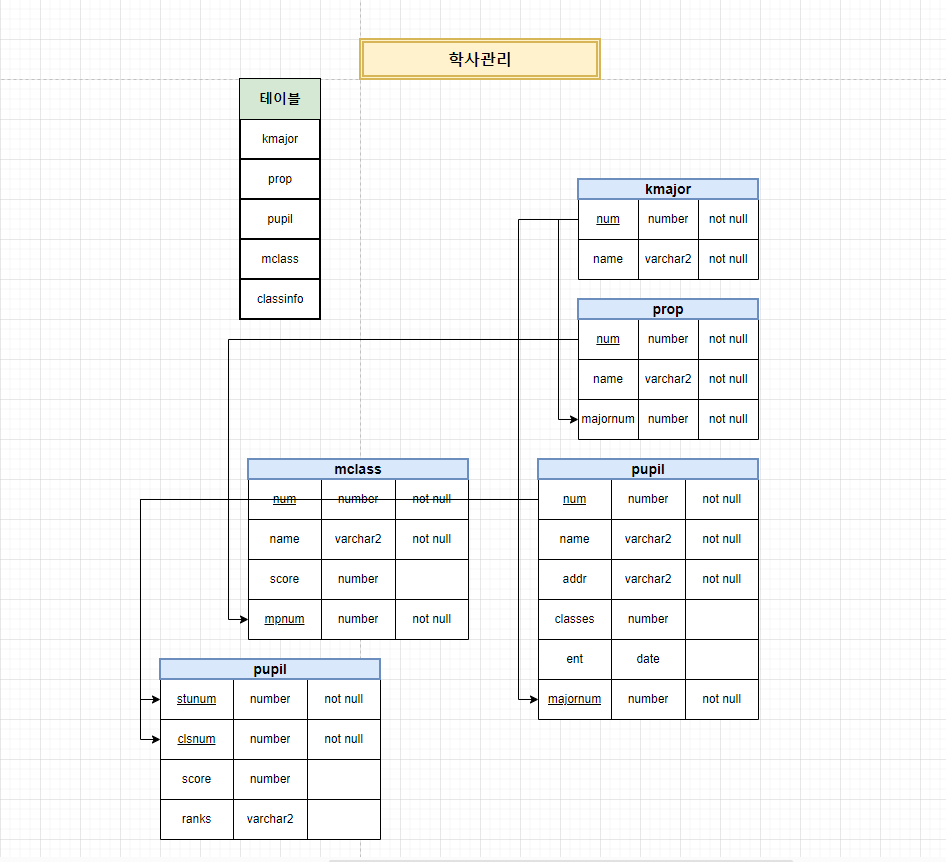 학사관리
테이블
kmajor
prop
pupil
mclass
classinfo
kmajor
num number not null
name varchar2 not null
prop
num number not null
name varchar2 not null
majornum number not null
mclass
num number not null
name varchar2 not null
score number
mpnum number not null
pupil
num number not null
name varchar2 not null
addr varchar2 not null
classes number
ent date
majornum number not null
pupil
stunum number not null
clsnum number not null
score number
ranks varchar2